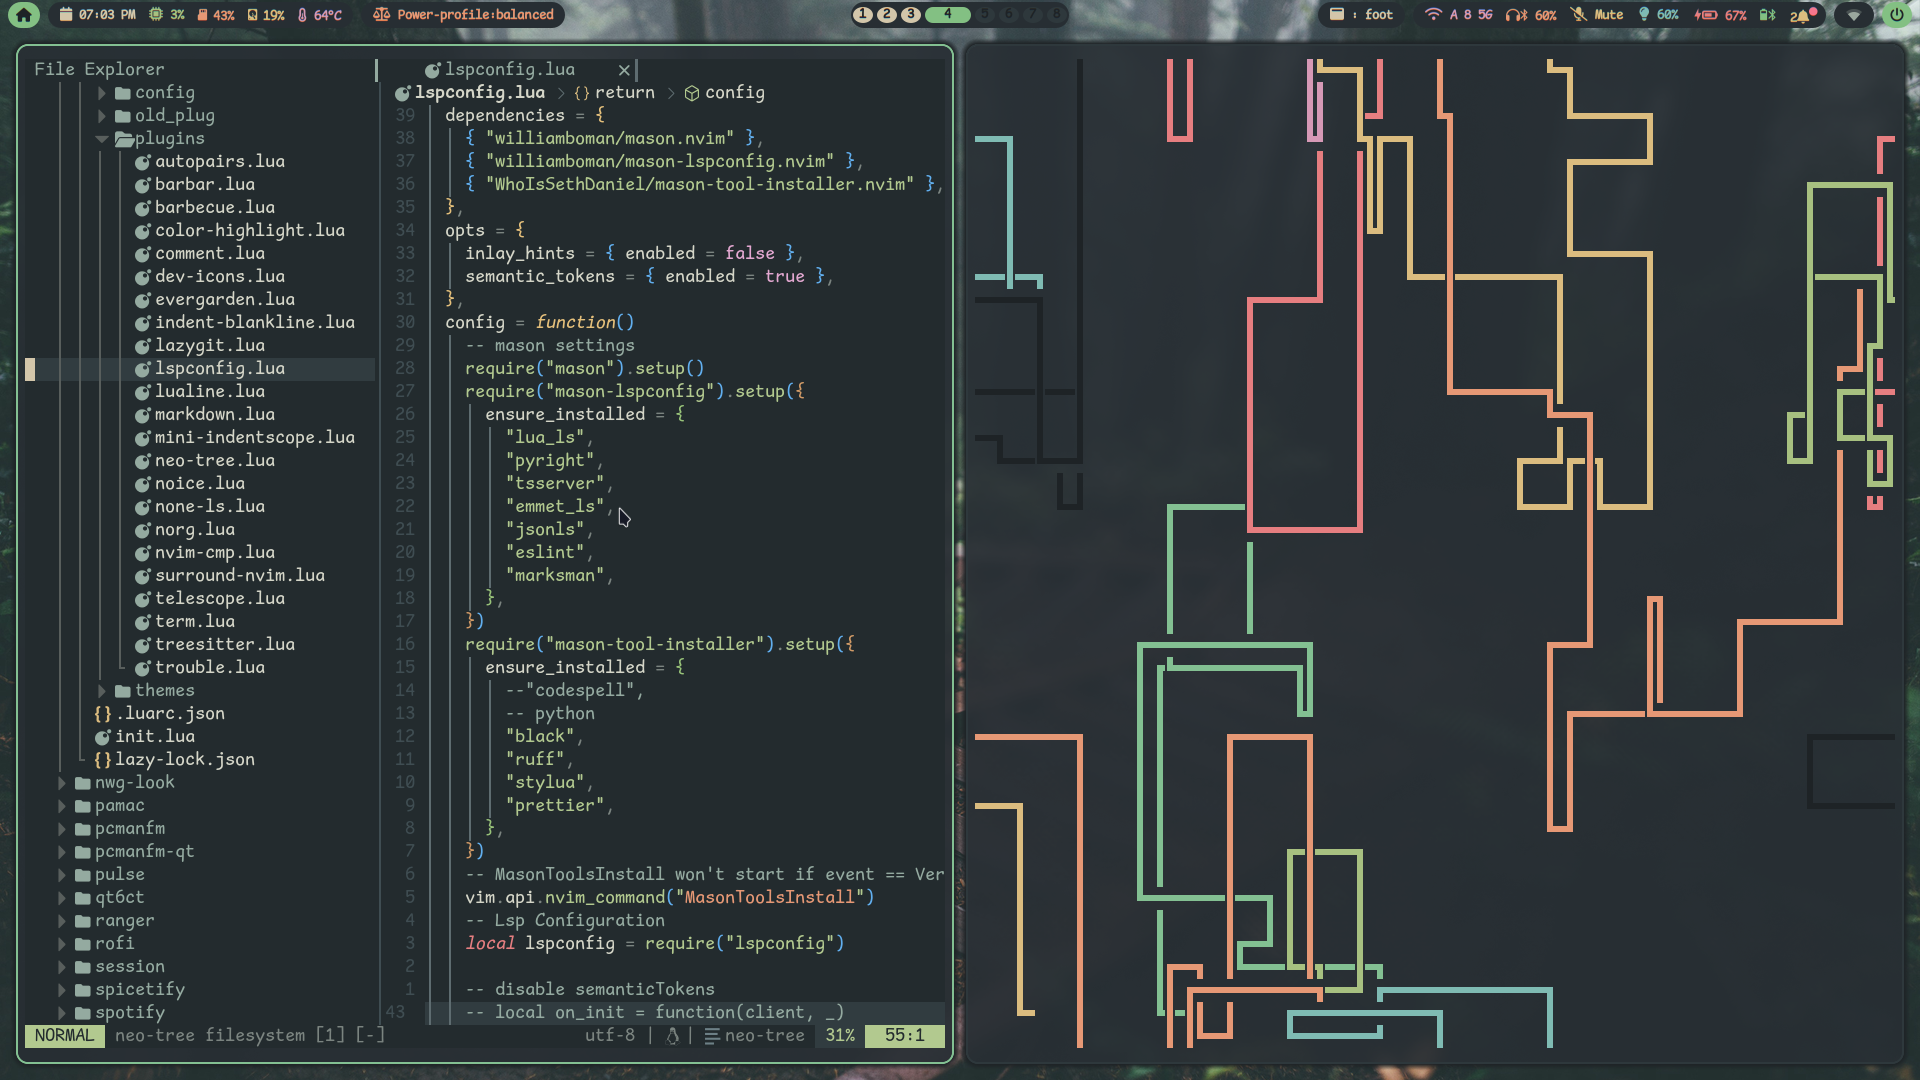 07:03 PM 3% 43% 19% 64°C Power-profile:balanced
1 2 3 4 5 6 7 8
: foot
A 8 5G 60% Mute 60% 67% 2
File Explorer
config
old_plug
plugins
autopairs.lua
barbar.lua
barbecue.lua
color-highlight.lua
comment.lua
dev-icons.lua
evergarden.lua
indent-blankline.lua
lazygit.lua
lspconfig.lua
lualine.lua
markdown.lua
mini-indentscope.lua
neo-tree.lua
noice.lua
none-ls.lua
norg.lua
nvim-cmp.lua
surround-nvim.lua
telescope.lua
term.lua
treesitter.lua
trouble.lua
themes
{} .luarc.json
init.lua
{} lazy-lock.json
nwg-look
pamac
pcmanfm
pcmanfm-qt
pulse
qt6ct
ranger
rofi
session
spicetify
spotify
lspconfig.lua ×
lspconfig.lua > {} return > config
39 dependencies = {
38 { "williamboman/mason.nvim" },
37 { "williamboman/mason-lspconfig.nvim" },
36 { "WhoIsSethDaniel/mason-tool-installer.nvim" },
35 },
34 opts = {
33 inlay_hints = { enabled = false },
32 semantic_tokens = { enabled = true },
31 },
30 config = function()
29 -- mason settings
28 require("mason").setup()
27 require("mason-lspconfig").setup({
26 ensure_installed = {
25 "lua_ls",
24 "pyright",
23 "tsserver",
22 "emmet_ls",
21 "jsonls",
20 "eslint",
19 "marksman",
18 },
17 })
16 require("mason-tool-installer").setup({
15 ensure_installed = {
14 --"codespell",
13 -- python
12 "black",
11 "ruff",
10 "stylua",
9 "prettier",
8 },
7 })
6 -- MasonToolsInstall won't start if event == Ver
5 vim.api.nvim_command("MasonToolsInstall")
4 -- Lsp Configuration
3 local lspconfig = require("lspconfig")
2
1 -- disable semanticTokens
43 -- local on_init = function(client, _)
NORMAL neo-tree filesystem [1] [-] utf-8 | | neo-tree 31% 55:1